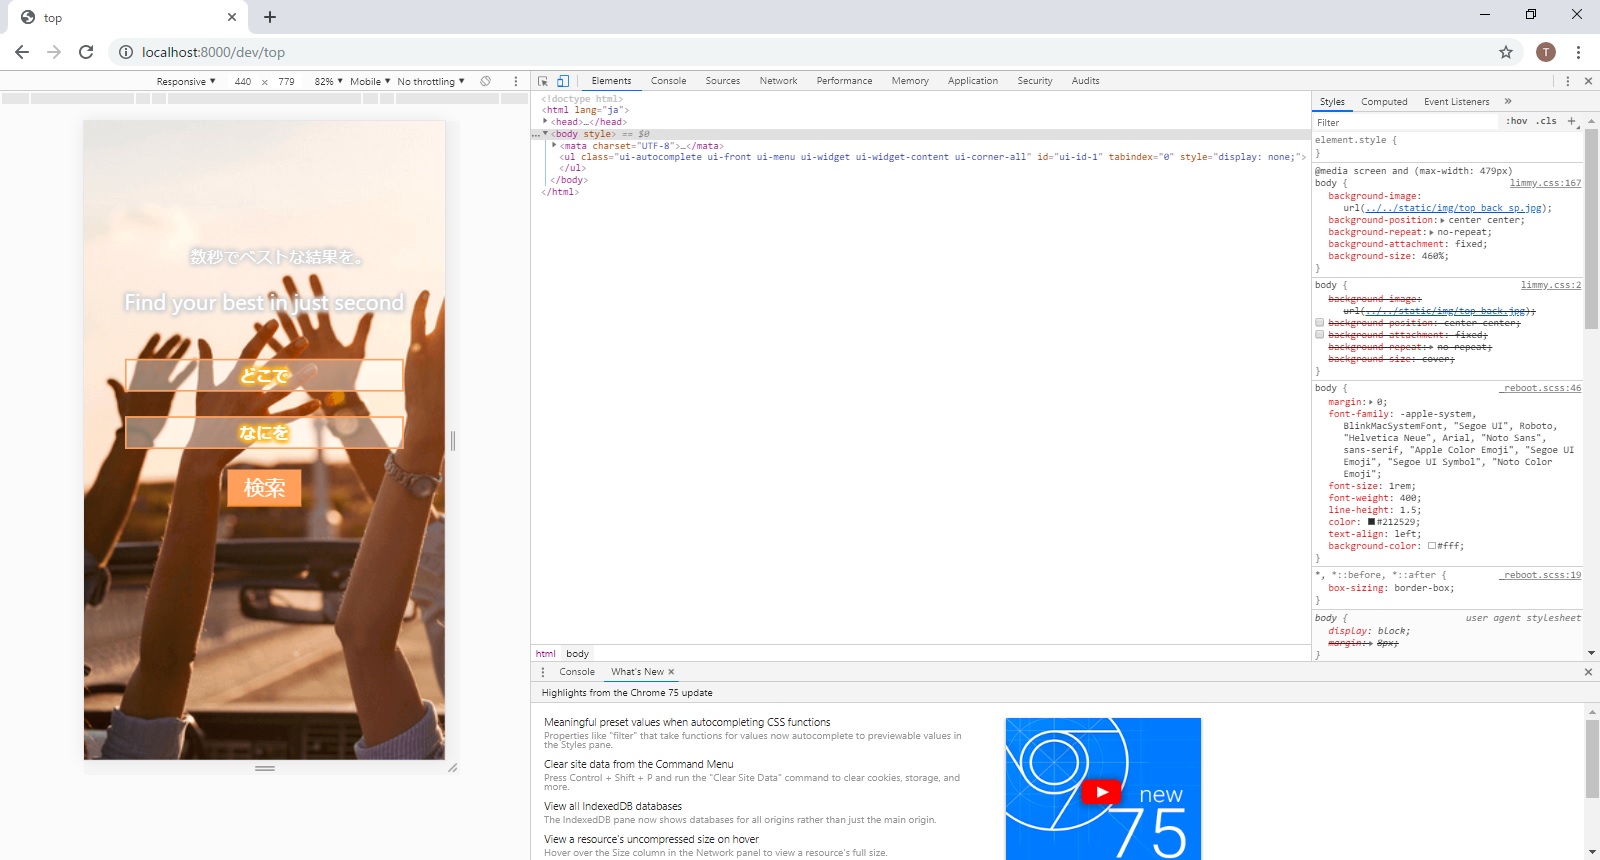 top
localhost:8000/dev/top
T
Responsive ▼ 440 x 779 82% ▼ Mobile ▼ No throttling ▼
数秒でベストな結果を。
Find your best in just second
どこで
なにを
検索
Elements Console Sources Network Performance Memory Application Security Audits
<!doctype html>
<html lang="ja">
<head>…</head>
… <body style> == $0
<mata charset="UTF-8">…</mata>
<ul class="ui-autocomplete ui-front ui-menu ui-widget ui-widget-content ui-corner-all" id="ui-id-1" tabindex="0" style="display: none;">
</ul>
</body>
</html>
html body
Styles Computed Event Listeners »
Filter :hov .cls +
element.style {
}
@media screen and (max-width: 479px)
body { limmy.css:167
background-image:
url(../../static/img/top_back_sp.jpg);
background-position: center center;
background-repeat: no-repeat;
background-attachment: fixed;
background-size: 460%;
}
body { limmy.css:2
background-image:
url(../../static/img/top_back.jpg);
background-position: center center;
background-attachment: fixed;
background-repeat: no-repeat;
background-size: cover;
}
body { _reboot.scss:46
margin: 0;
font-family: -apple-system,
BlinkMacSystemFont, "Segoe UI", Roboto,
"Helvetica Neue", Arial, "Noto Sans",
sans-serif, "Apple Color Emoji", "Segoe UI
Emoji", "Segoe UI Symbol", "Noto Color
Emoji";
font-size: 1rem;
font-weight: 400;
line-height: 1.5;
color: #212529;
text-align: left;
background-color: #fff;
}
*, *::before, *::after { _reboot.scss:19
box-sizing: border-box;
}
body { user agent stylesheet
display: block;
margin: 8px;
}
Console What's New
Highlights from the Chrome 75 update
Meaningful preset values when autocompleting CSS functions
Properties like "filter" that take functions for values now autocomplete to previewable values in
the Styles pane.
Clear site data from the Command Menu
Press Control + Shift + P and run the "Clear Site Data" command to clear cookies, storage, and
more.
View all IndexedDB databases
The IndexedDB pane now shows databases for all origins rather than just the main origin.
View a resource's uncompressed size on hover
Hover over the Size column in the Network panel to view a resource's full size.
new
75